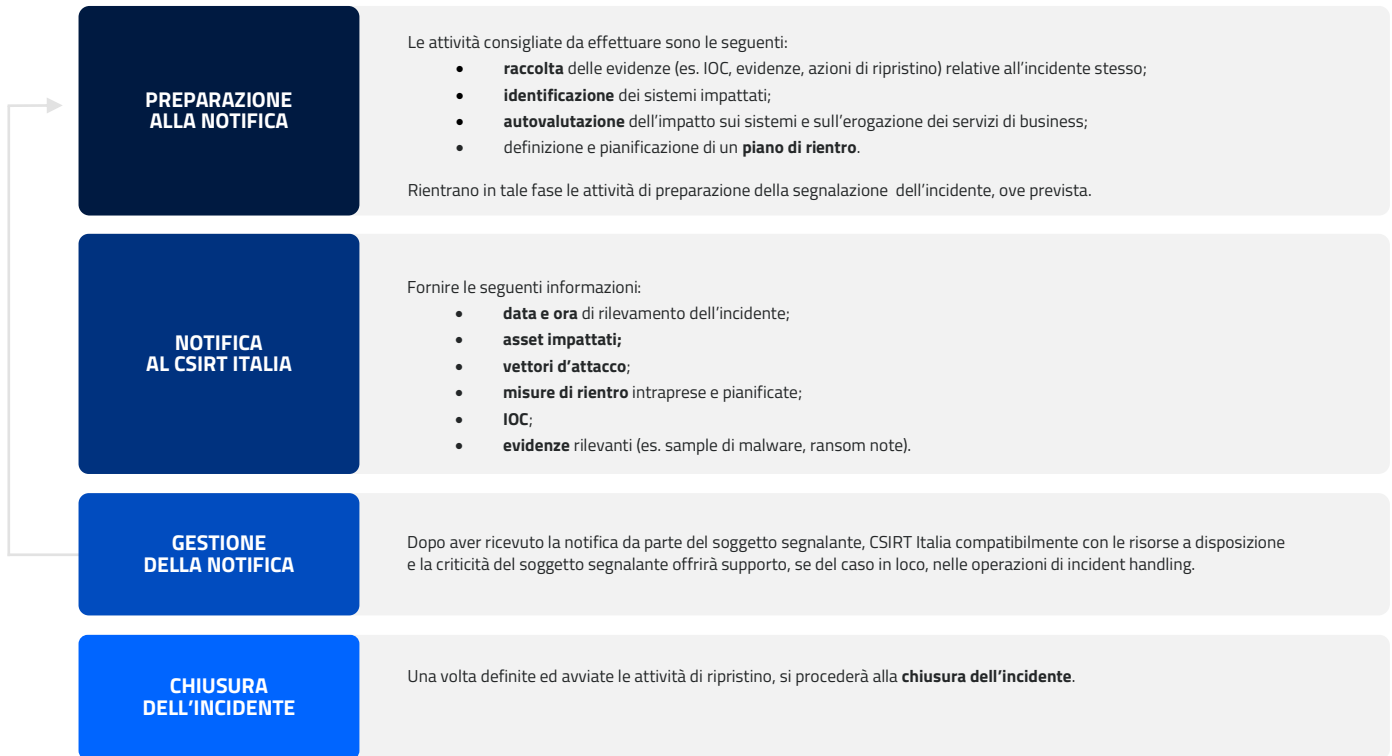 PREPARAZIONE
ALLA NOTIFICA
Le attività consigliate da effettuare sono le seguenti:
• raccolta delle evidenze (es. IOC, evidenze, azioni di ripristino) relative all’incidente stesso;
• identificazione dei sistemi impattati;
• autovalutazione dell’impatto sui sistemi e sull’erogazione dei servizi di business;
• definizione e pianificazione di un piano di rientro.
Rientrano in tale fase le attività di preparazione della segnalazione dell’incidente, ove prevista.
NOTIFICA
AL CSIRT ITALIA
Fornire le seguenti informazioni:
• data e ora di rilevamento dell’incidente;
• asset impattati;
• vettori d’attacco;
• misure di rientro intraprese e pianificate;
• IOC;
• evidenze rilevanti (es. sample di malware, ransom note).
GESTIONE
DELLA NOTIFICA
Dopo aver ricevuto la notifica da parte del soggetto segnalante, CSIRT Italia compatibilmente con le risorse a disposizione
e la criticità del soggetto segnalante offrirà supporto, se del caso in loco, nelle operazioni di incident handling.
CHIUSURA
DELL’INCIDENTE
Una volta definite ed avviate le attività di ripristino, si procederà alla chiusura dell’incidente.